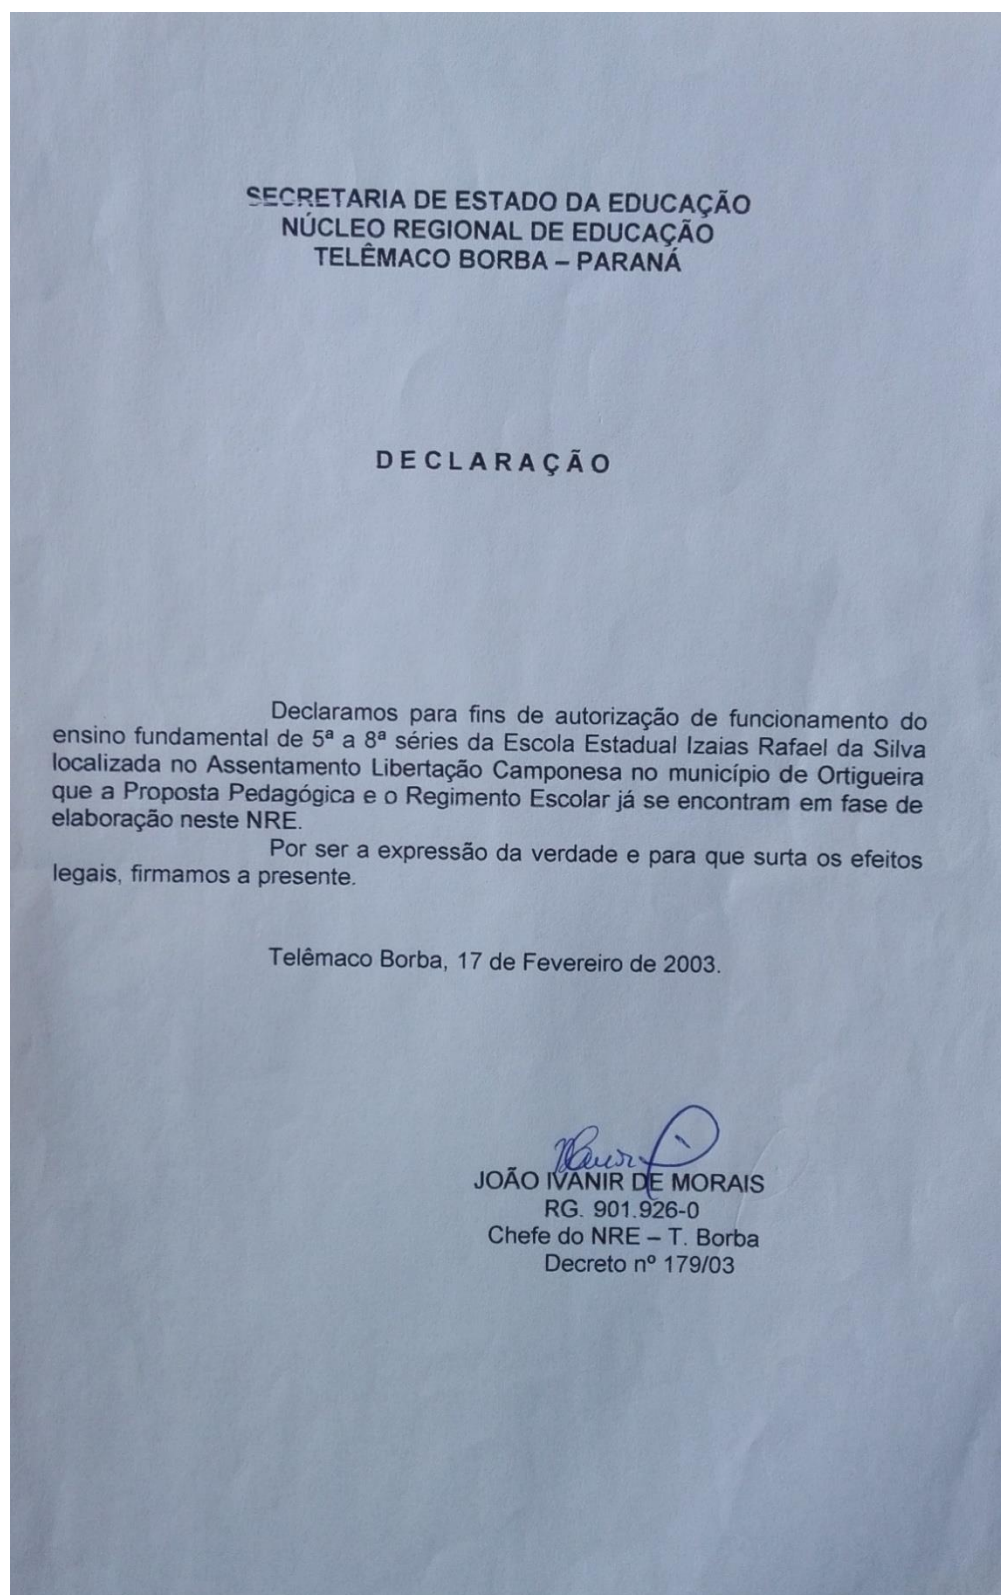 SECRETARIA DE ESTADO DA EDUCAÇÃO
NÚCLEO REGIONAL DE EDUCAÇÃO
TELÊMACO BORBA – PARANÁ
DECLARAÇÃO
Declaramos para fins de autorização de funcionamento do
ensino fundamental de 5ª a 8ª séries da Escola Estadual Izaias Rafael da Silva
localizada no Assentamento Libertação Camponesa no município de Ortigueira
que a Proposta Pedagógica e o Regimento Escolar já se encontram em fase de
elaboração neste NRE.
Por ser a expressão da verdade e para que surta os efeitos
legais, firmamos a presente.
Telêmaco Borba, 17 de Fevereiro de 2003.
JOÃO IVANIR DE MORAIS
RG. 901.926-0
Chefe do NRE – T. Borba
Decreto nº 179/03